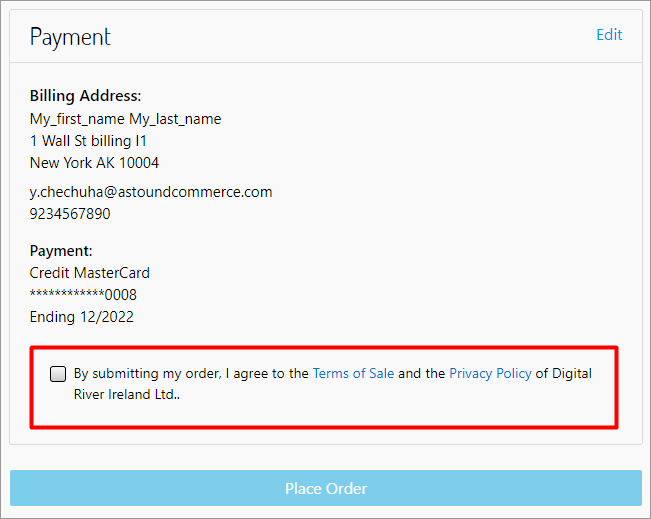 Payment
Edit
Billing Address:
My_first_name My_last_name
1 Wall St billing l1
New York AK 10004
y.chechuha@astoundcommerce.com
9234567890
Payment:
Credit MasterCard
************0008
Ending 12/2022
By submitting my order, I agree to the Terms of Sale and the Privacy Policy of Digital
River Ireland Ltd..
Place Order